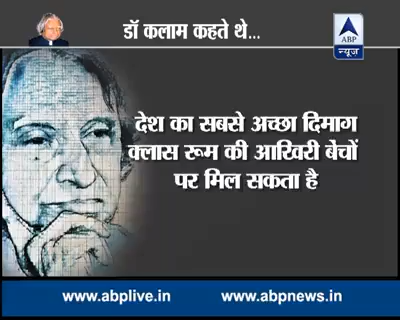 डॉ कलाम कहते थे...
ABP
न्यूज़
देश का सबसे अच्छा दिमाग
क्लास रूम की आखिरी बेचों
पर मिल सकता है
www.abplive.in
www.abpnews.in